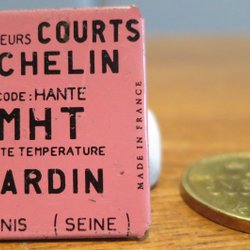 EURS COURTS
CHELIN
CODE: HANTE
MHT
TE TEMPERATURE
ARDIN
NIS (SEINE)
MADE IN FRANCE